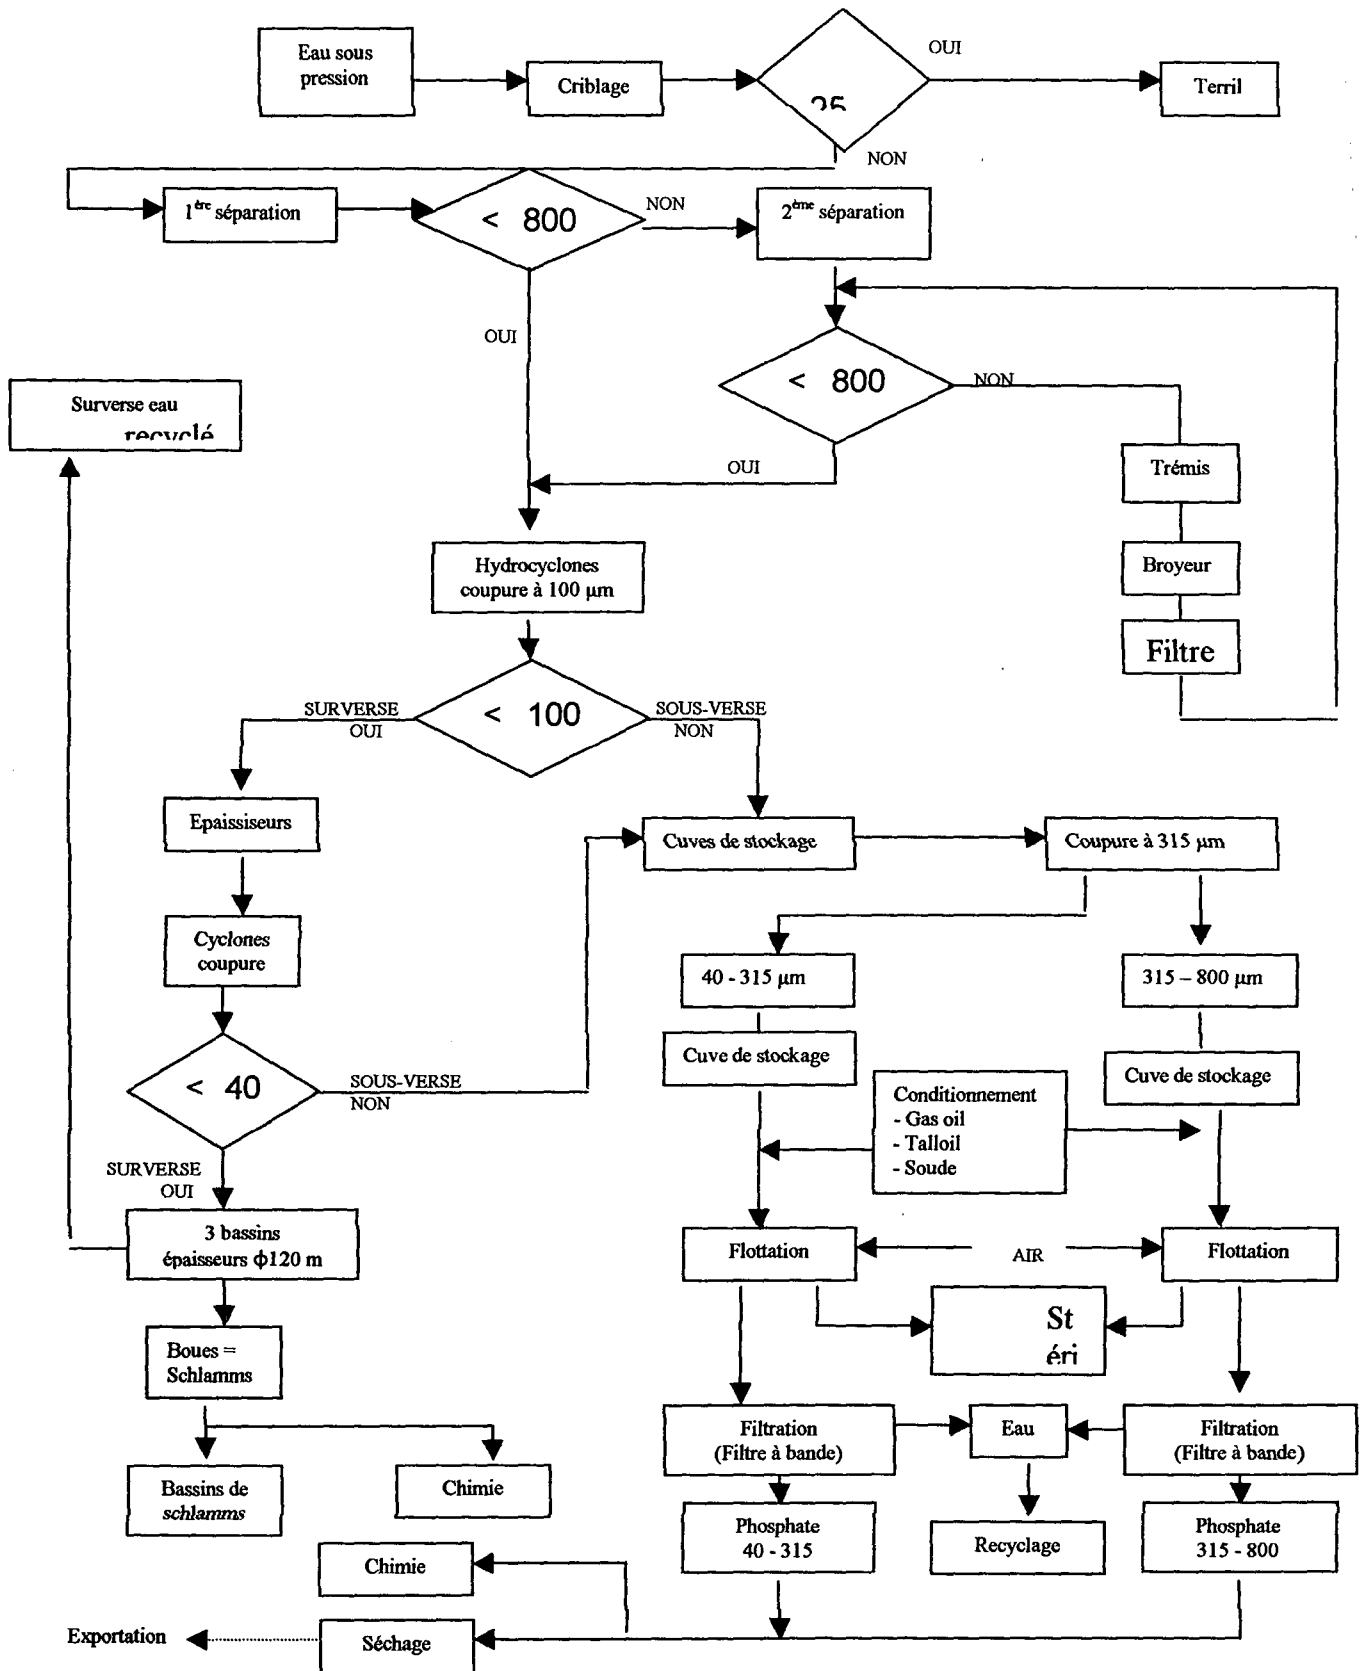 Eau sous
pression
Criblage
25
OUI
Terril
NON
1ère séparation
< 800
NON
2ème séparation
OUI
< 800
NON
Surverse eau
recyclé
OUI
Trémis
Hydrocyclones
coupure à 100 µm
Broyeur
Filtre
SURVERSE
OUI
< 100
SOUS-VERSE
NON
Epaissiseurs
Cuves de stockage
Coupure à 315 µm
Cyclones
coupure
40 - 315 µm
315 – 800 µm
Cuve de stockage
Cuve de stockage
< 40
SOUS-VERSE
NON
Conditionnement
- Gas oil
- Talloil
- Soude
SURVERSE
OUI
3 bassins
épaisseurs ϕ120 m
Flottation
AIR
Flottation
St
éri
Boues =
Schlamms
Filtration
(Filtre à bande)
Eau
Filtration
(Filtre à bande)
Bassins de
schlamms
Chimie
Phosphate
40 - 315
Recyclage
Phosphate
315 - 800
Chimie
Exportation
Séchage